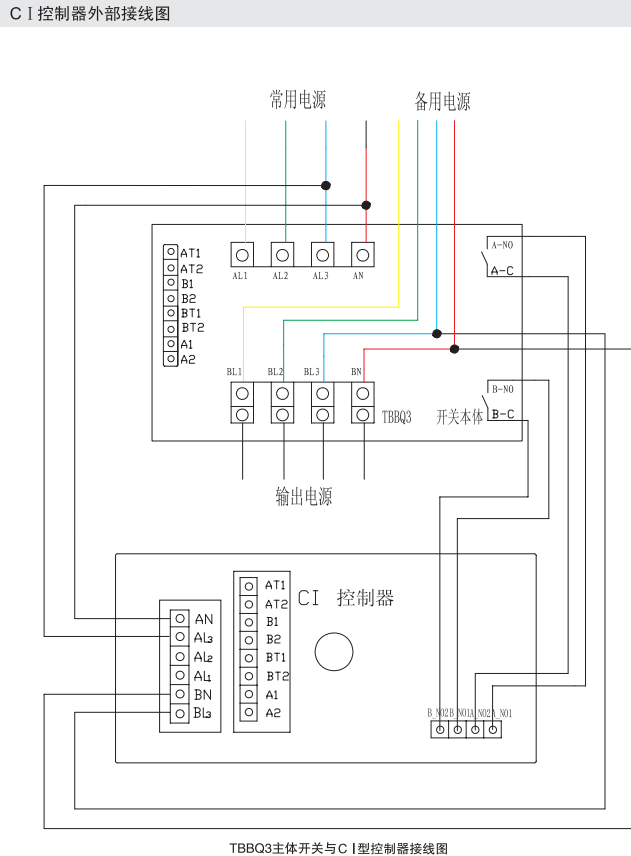 CⅠ控制器外部接线图
常用电源 备用电源
A-NO
AT1
AT2
B1
B2
BT1
BT2
A1
A2
A-C
AL1 AL2 AL3 AN
BL1 BL2 BL3 BN
B-NO
TBBQ3 开关本体 B-C
输出电源
AT1
AT2
B1
B2
BT1
BT2
A1
A2
CI 控制器
AN
AL3
AL2
AL1
BN
BL3
B_NO2 B_NO1 A_NO2 A_NO1
TBBQ3主体开关与CⅠ型控制器接线图